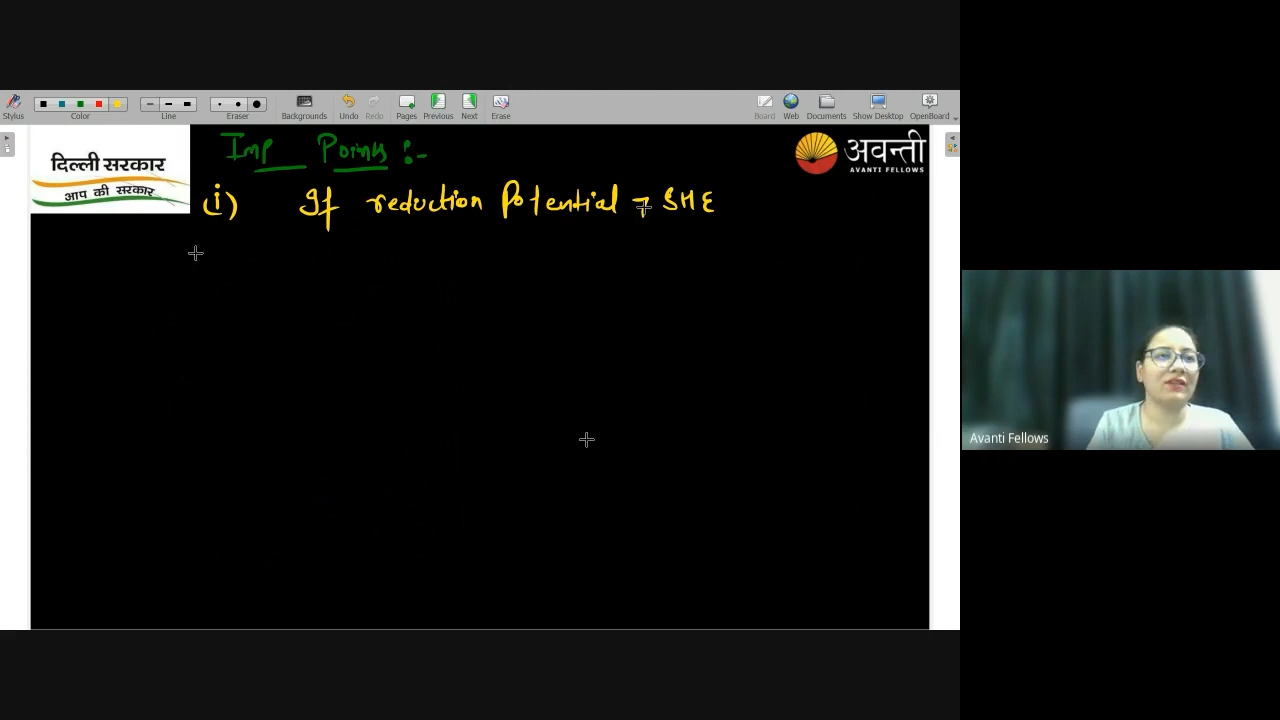 Stylus Color Line Eraser Backgrounds Undo Redo Pages Previous Next Erase Board Web Documents Show Desktop OpenBoard
दिल्ली सरकार
आप की सरकार
Imp Points :-
अवन्ती
AVANTI FELLOWS
(i) If reduction Potential SHE
Avanti Fellows